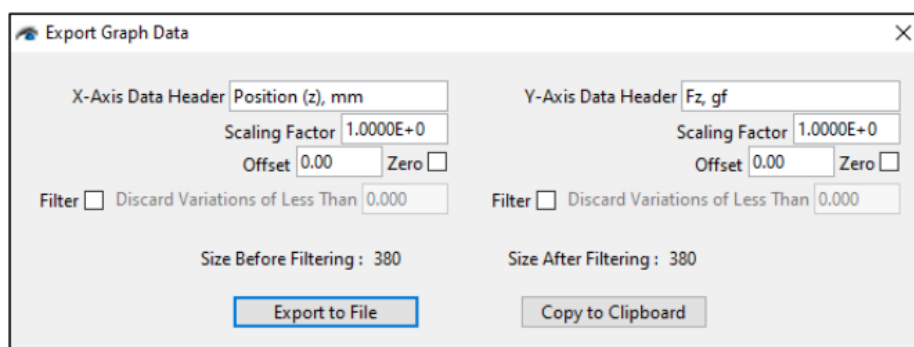 Export Graph Data
X-Axis Data Header Position (z), mm Y-Axis Data Header Fz, gf
Scaling Factor 1.0000E+0 Scaling Factor 1.0000E+0
Offset 0.00 Zero Offset 0.00 Zero
Filter Discard Variations of Less Than 0.000 Filter Discard Variations of Less Than 0.000
Size Before Filtering : 380 Size After Filtering : 380
Export to File Copy to Clipboard